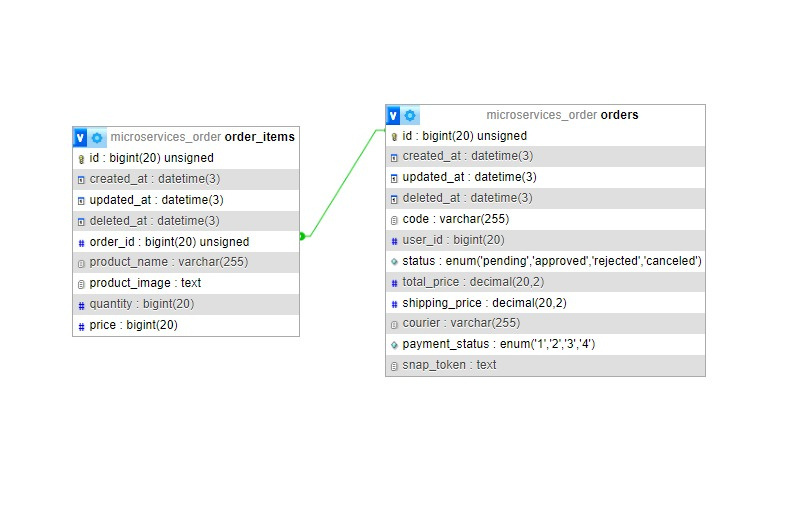 V microservices_order order_items
id : bigint(20) unsigned
created_at : datetime(3)
updated_at : datetime(3)
deleted_at : datetime(3)
# order_id : bigint(20) unsigned
product_name : varchar(255)
product_image : text
# quantity : bigint(20)
# price : bigint(20)
V microservices_order orders
id : bigint(20) unsigned
created_at : datetime(3)
updated_at : datetime(3)
deleted_at : datetime(3)
code : varchar(255)
# user_id : bigint(20)
status : enum('pending','approved','rejected','canceled')
# total_price : decimal(20,2)
# shipping_price : decimal(20,2)
courier : varchar(255)
payment_status : enum('1','2','3','4')
snap_token : text